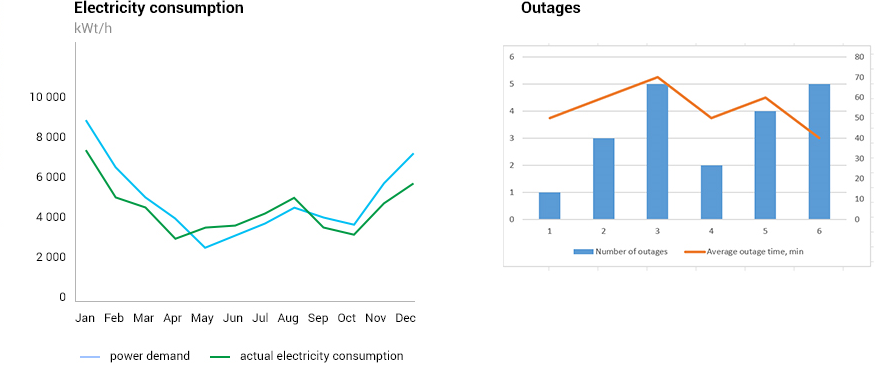 Electricity consumption
kWt/h
10 000
8 000
6 000
4 000
2 000
0
Jan Feb Mar Apr May Jun Jul Aug Sep Oct Nov Dec
power demand actual electricity consumption
Outages
6 80
5 70
4 60
3 50
2 40
1 30
0 20
10
0
1 2 3 4 5 6
Number of outages Average outage time, min